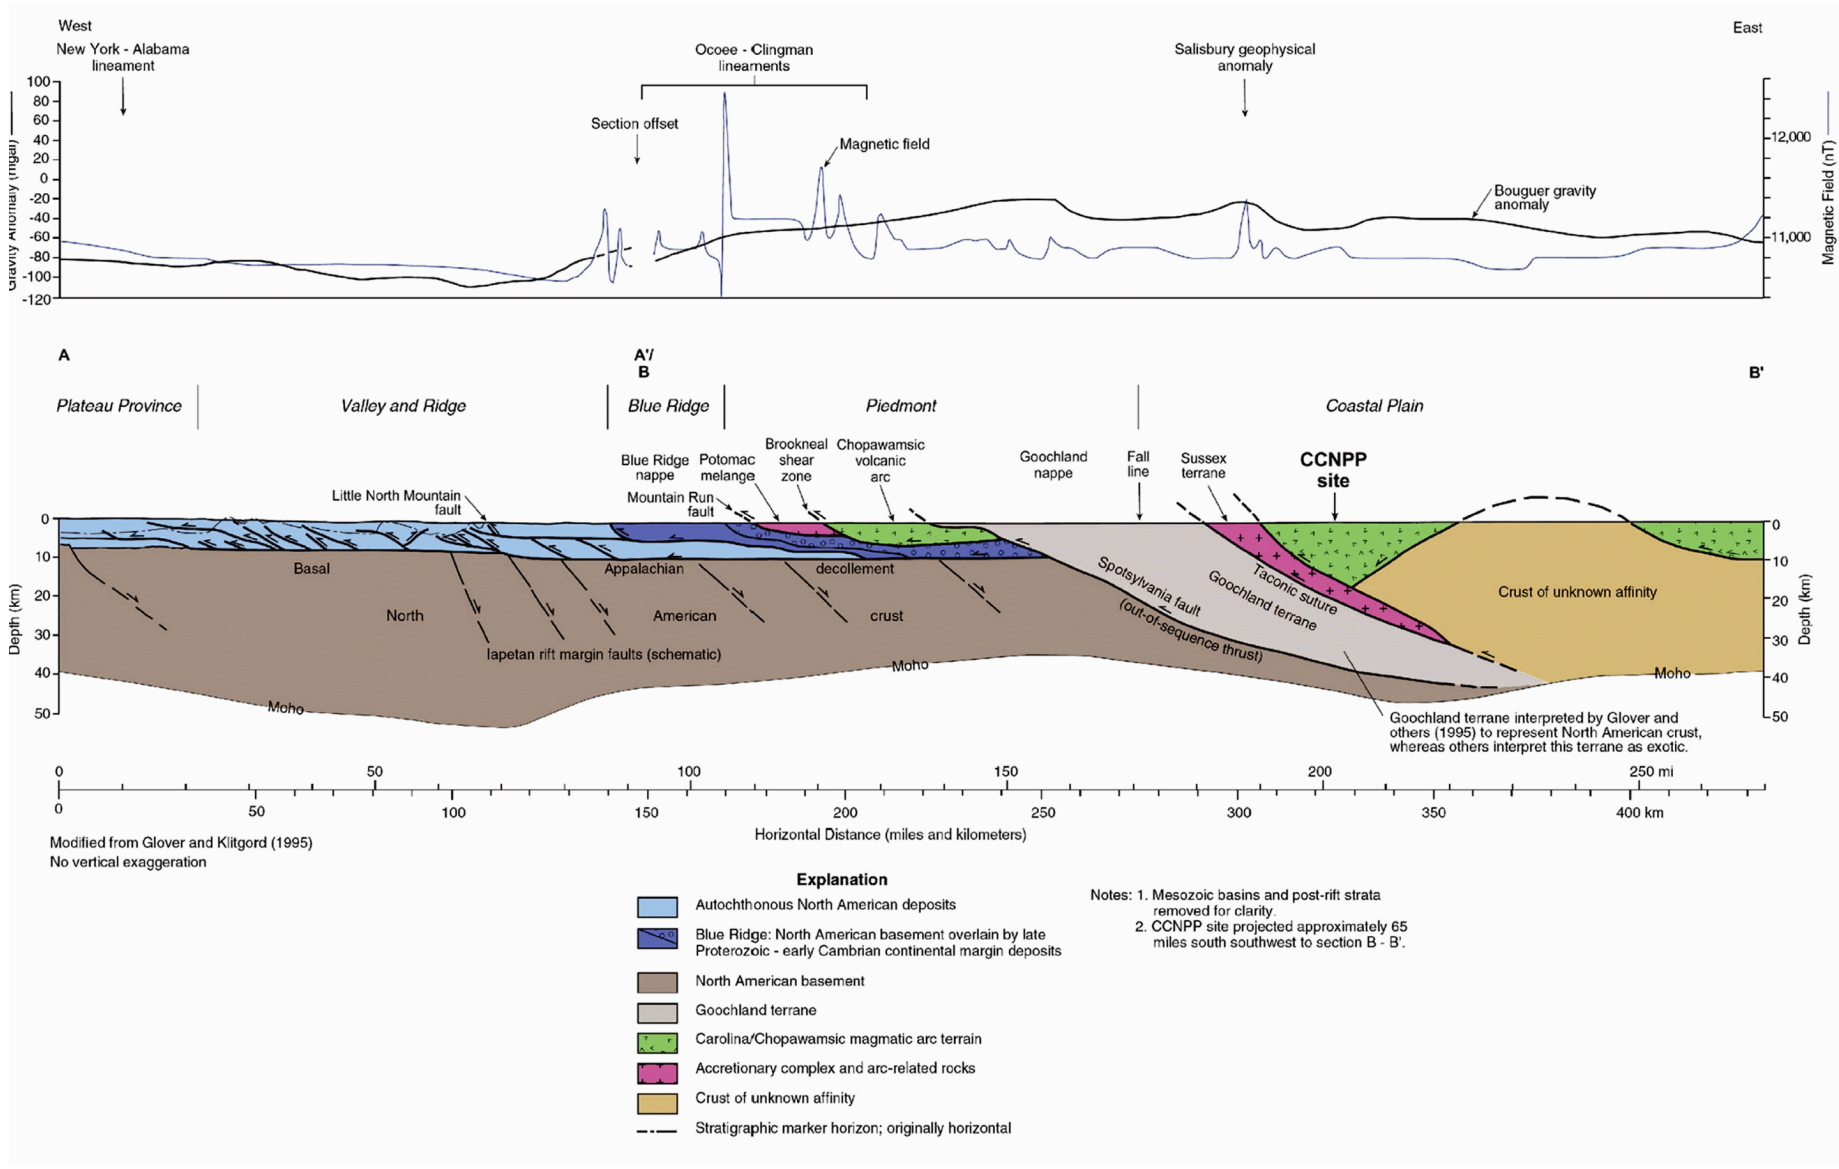 West
East
New York - Alabama
lineament
Ocoee - Clingman
lineaments
Salisbury geophysical
anomaly
Section offset
Magnetic field
Bouguer gravity
anomaly
Gravity Anomaly (mgal)
100
80
60
40
20
0
-20
-40
-60
-80
-100
-120
12,000
11,000
Magnetic Field (nT)
A
A'/
B
B'
Plateau Province
Valley and Ridge
Blue Ridge
Piedmont
Coastal Plain
Little North Mountain
fault
Blue Ridge
nappe
Mountain Run
fault
Potomac
melange
Brookneal
shear
zone
Chopawamsic
volcanic
arc
Goochland
nappe
Fall
line
Sussex
terrane
CCNPP
site
Depth (km)
0
10
20
30
40
50
0
10
20
30
40
50
Depth (km)
Basal
Appalachian
decollement
North
American
crust
Iapetan rift margin faults (schematic)
Moho
Moho
Moho
Spotsylvania fault
(out-of-sequence thrust)
Goochland terrane
Taconic suture
Crust of unknown affinity
Goochland terrane interpreted by Glover and
others (1995) to represent North American crust,
whereas others interpret this terrane as exotic.
0
50
100
150
200
250 mi
0
50
100
150
200
250
300
350
400 km
Horizontal Distance (miles and kilometers)
Modified from Glover and Klitgord (1995)
No vertical exaggeration
Explanation
Autochthonous North American deposits
Blue Ridge: North American basement overlain by late
Proterozoic - early Cambrian continental margin deposits
North American basement
Goochland terrane
Carolina/Chopawamsic magmatic arc terrain
Accretionary complex and arc-related rocks
Crust of unknown affinity
Stratigraphic marker horizon; originally horizontal
Notes: 1. Mesozoic basins and post-rift strata
removed for clarity.
2. CCNPP site projected approximately 65
miles south southwest to section B - B'.